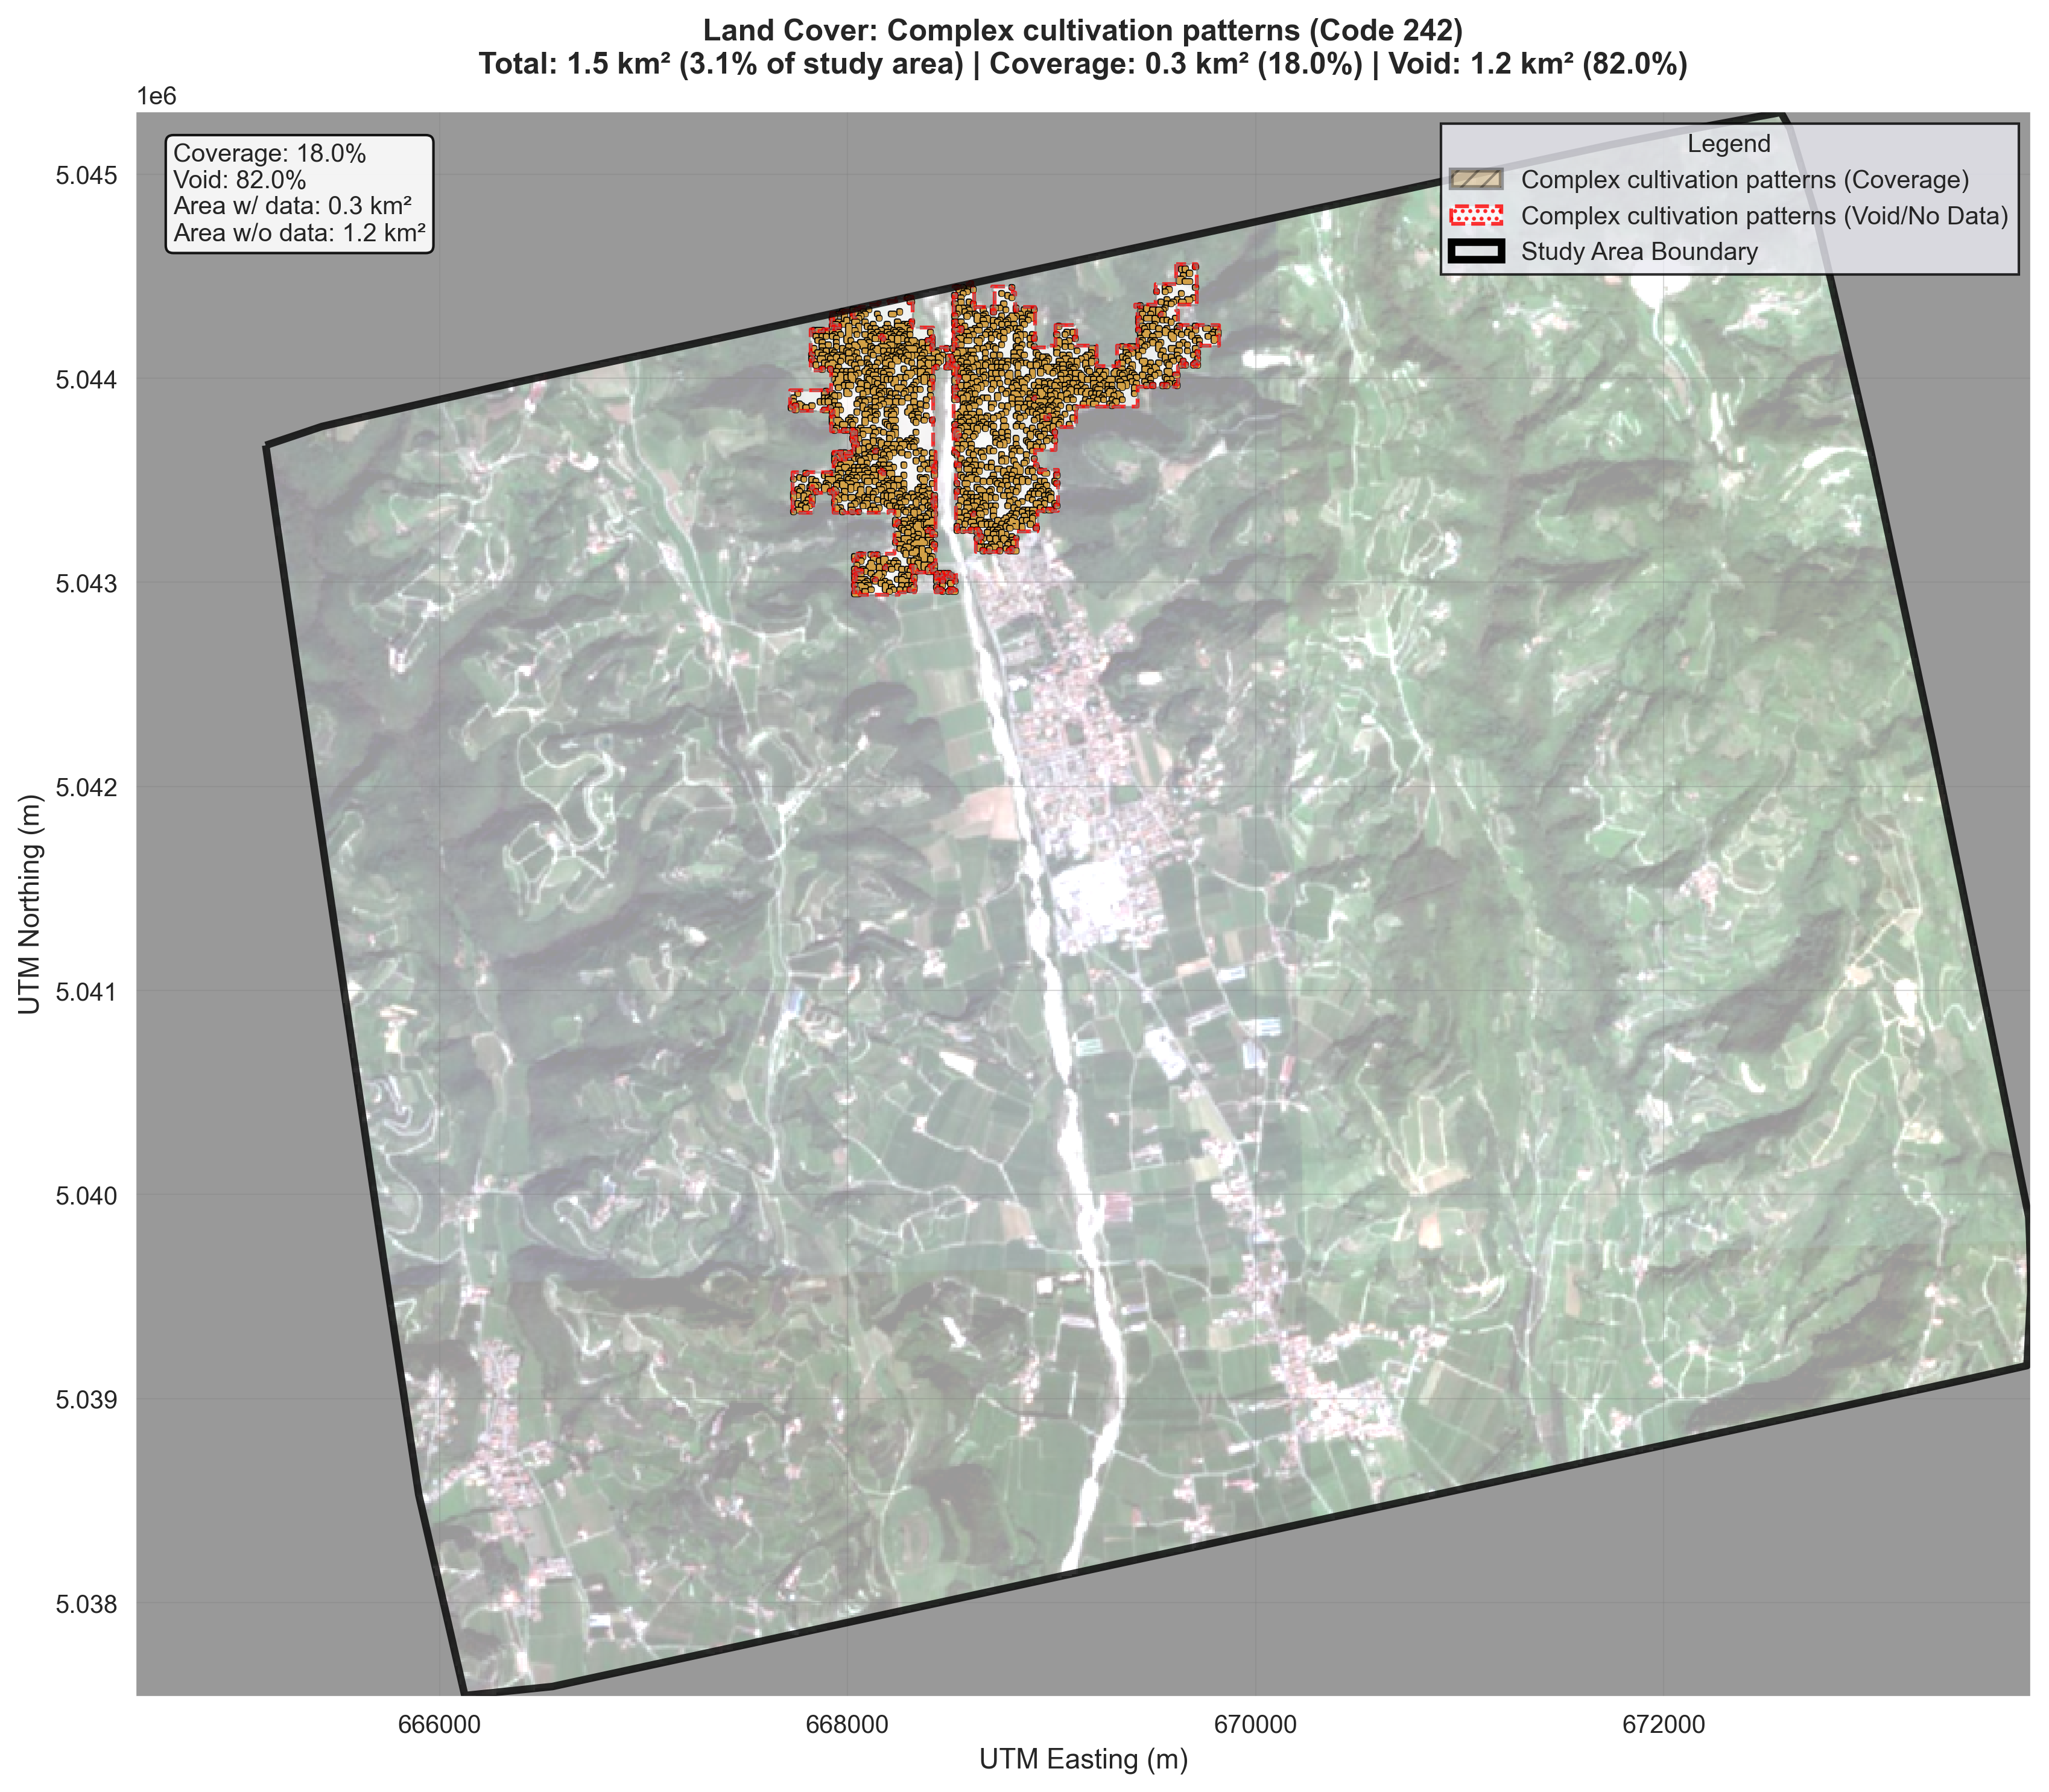 Land Cover: Complex cultivation patterns (Code 242)
Total: 1.5 km² (3.1% of study area) | Coverage: 0.3 km² (18.0%) | Void: 1.2 km² (82.0%)
1e6
Coverage: 18.0%
Void: 82.0%
Area w/ data: 0.3 km²
Area w/o data: 1.2 km²
Legend
Complex cultivation patterns (Coverage)
Complex cultivation patterns (Void/No Data)
Study Area Boundary
5.045
5.044
5.043
5.042
5.041
5.040
5.039
5.038
UTM Northing (m)
666000
668000
670000
672000
UTM Easting (m)